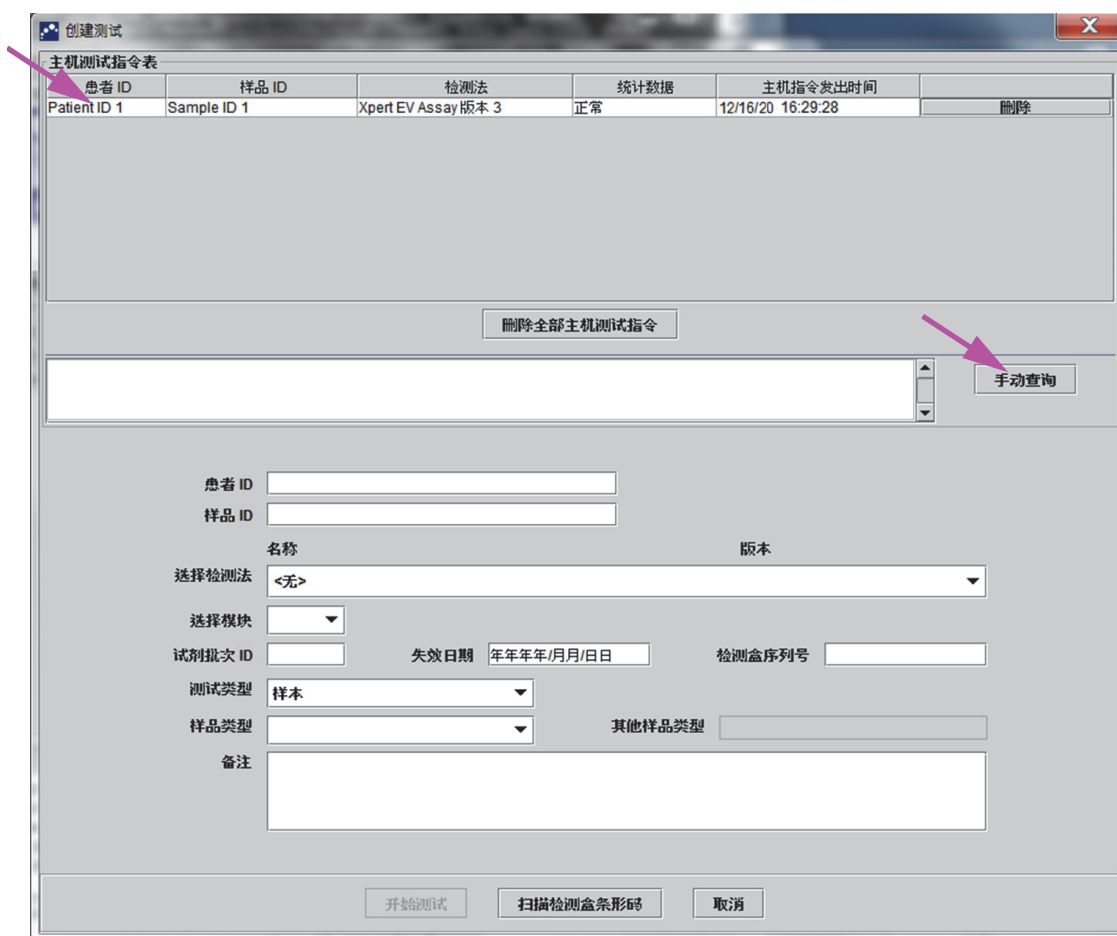 创建测试
主机测试指令表
患者 ID 样品 ID 检测法 统计数据 主机指令发出时间
Patient ID 1 Sample ID 1 Xpert EV Assay 版本 3 正常 12/16/20 16:29:28 删除
删除全部主机测试指令
手动查询
患者 ID
样品 ID
名称 版本
选择检测法 <无>
选择模块
试剂批次 ID 失效日期 年年年年/月月/日日 检测盒序列号
测试类型 样本
样品类型 其他样品类型
备注
开始测试 扫描检测盒条形码 取消